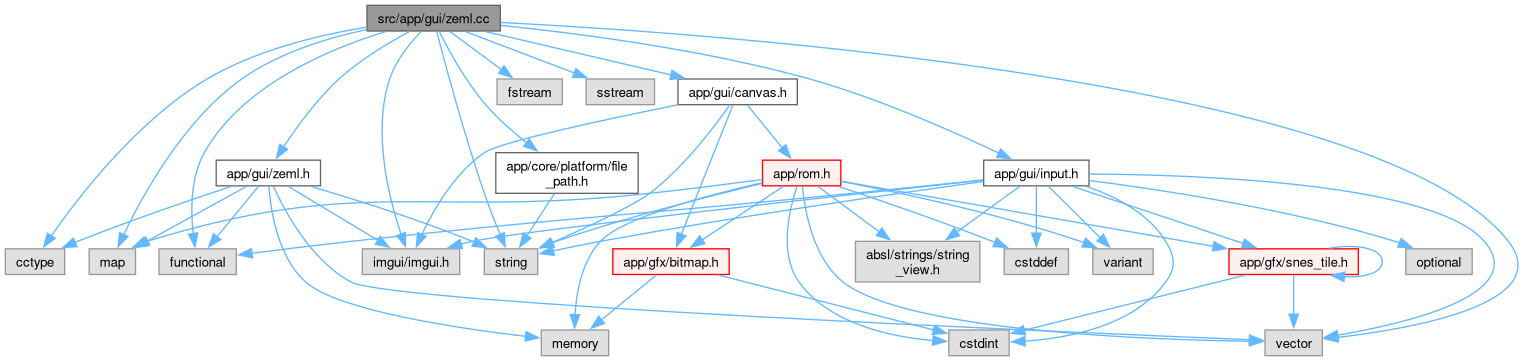 src/app/gui/zeml.cc
fstream
sstream
app/gui/canvas.h
app/gui/zeml.h
app/core/platform/file
_path.h
app/rom.h
app/gui/input.h
cctype
map
functional
imgui/imgui.h
string
app/gfx/bitmap.h
absl/strings/string
_view.h
cstddef
variant
app/gfx/snes_tile.h
optional
memory
cstdint
vector